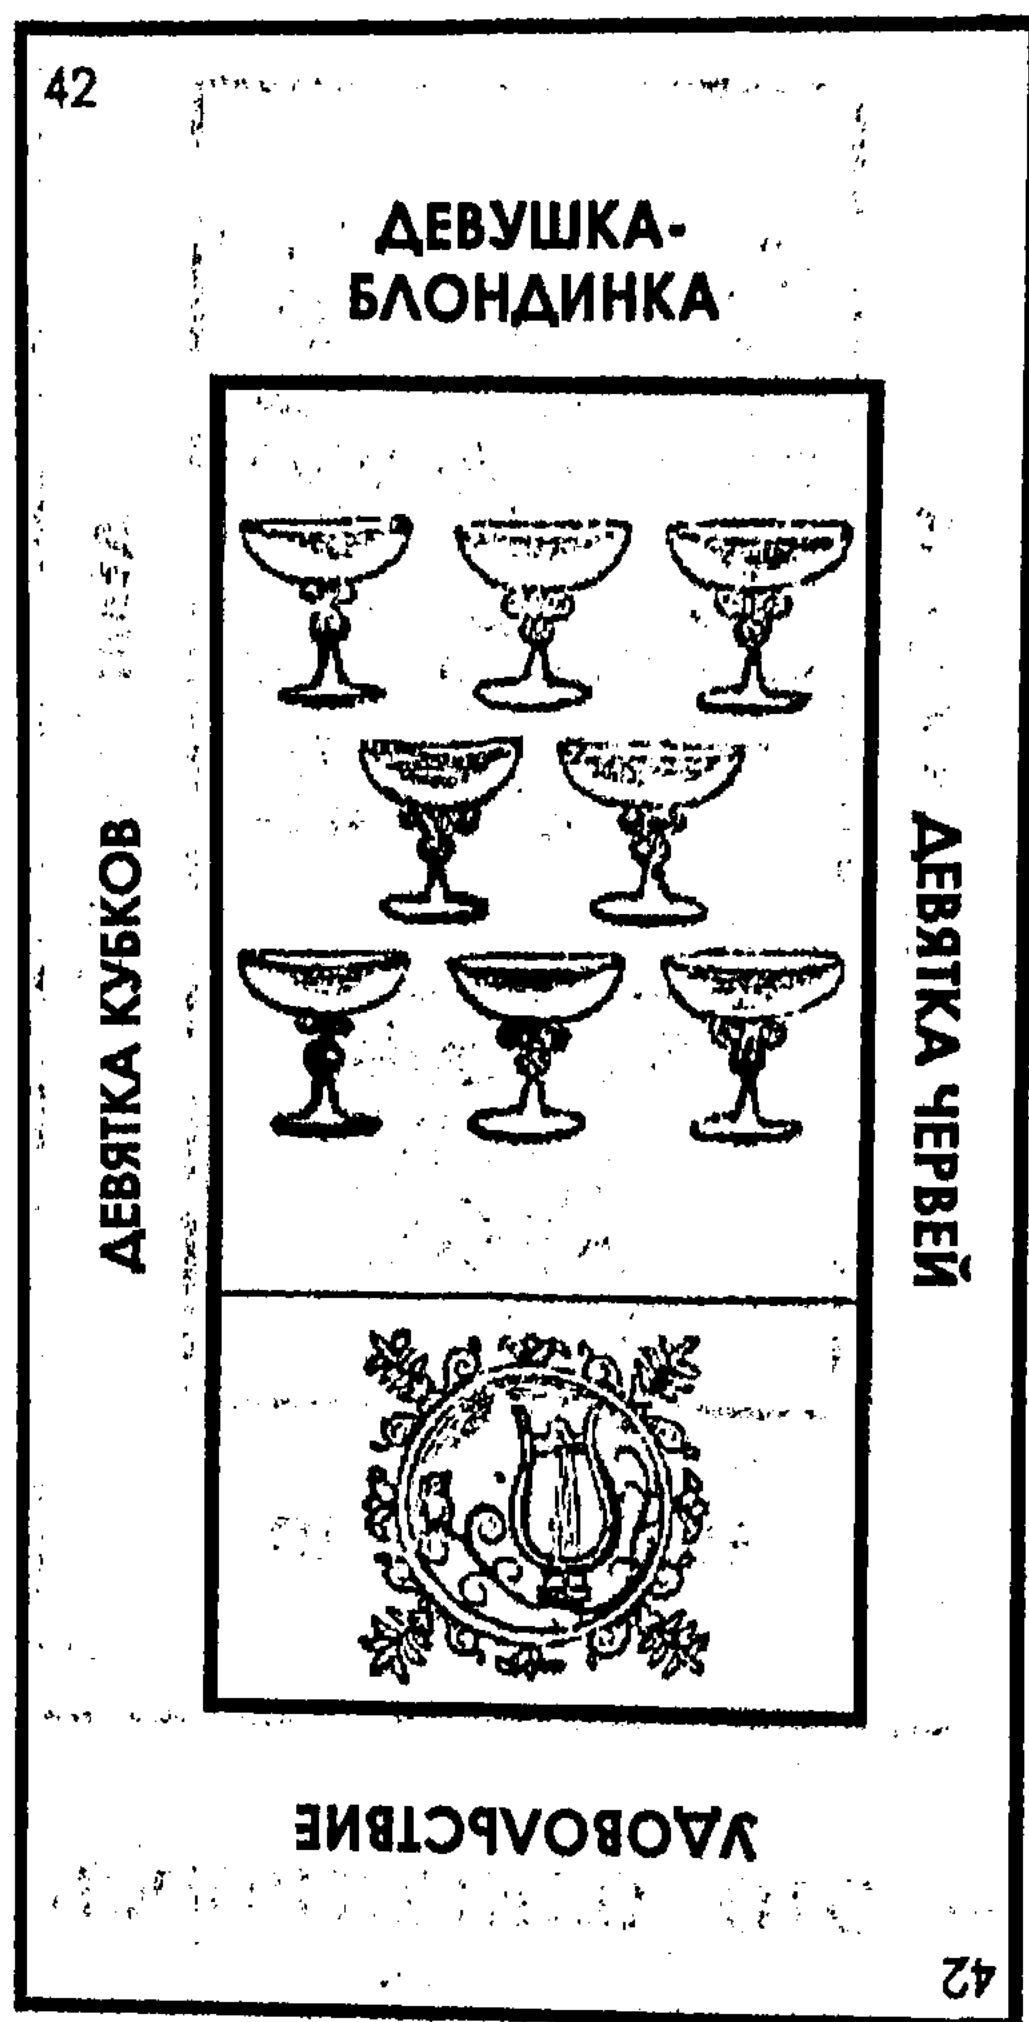 42
ДЕВУШКА-
БЛОНДИНКА
ДЕВЯТКА КУБКОВ
ДЕВЯТКА ЧЕРВЕЙ
УДОВОЛЬСТВИЕ
42